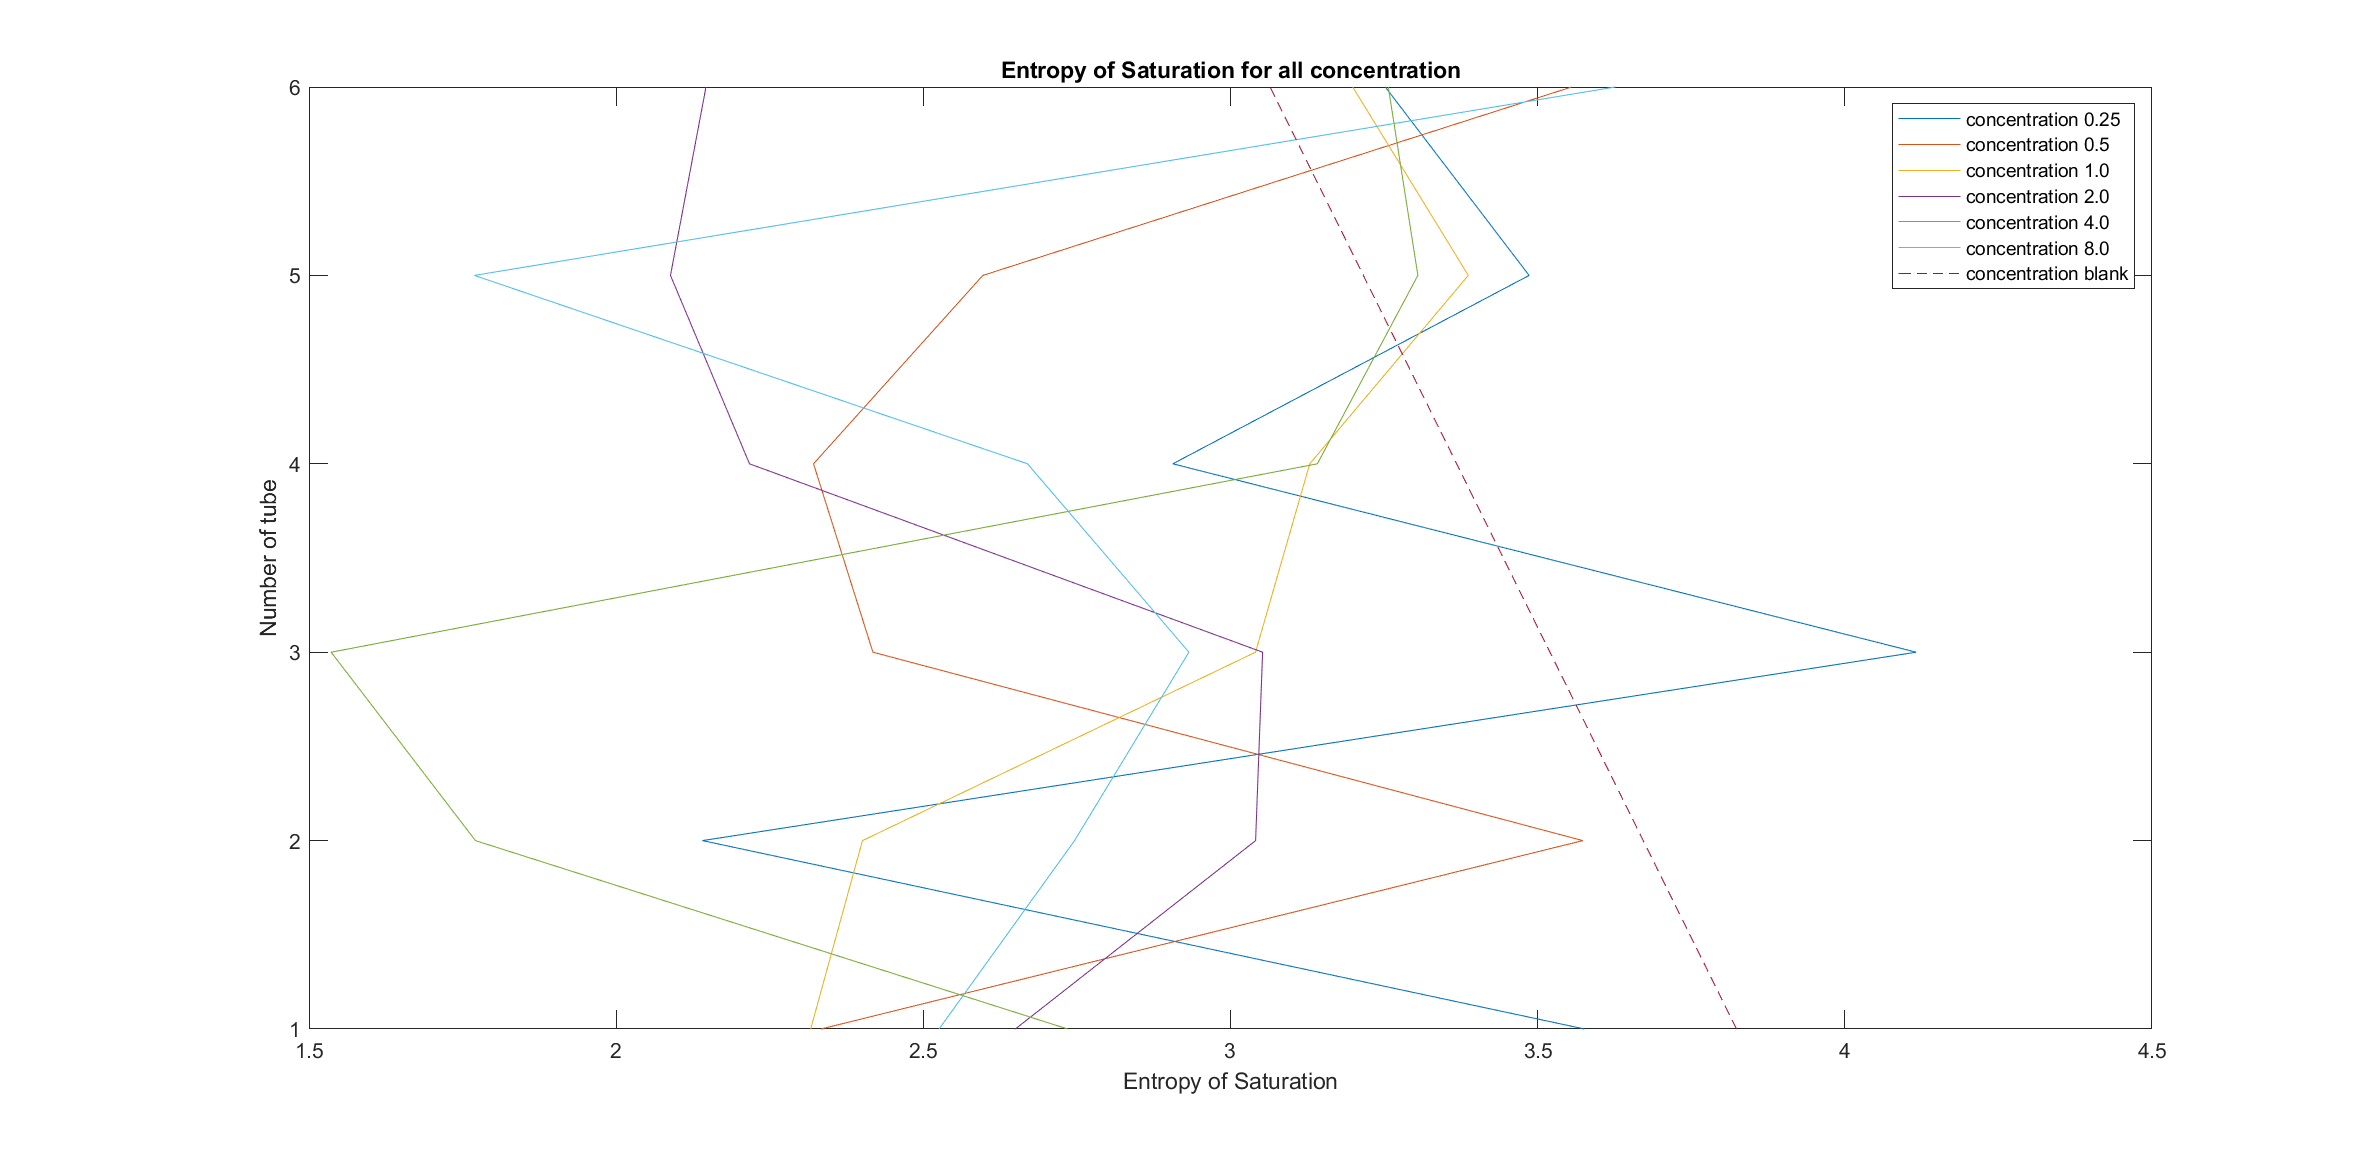 Entropy of Saturation for all concentration
6
5
4
3
2
1
Number of tube
1.5 2 2.5 3 3.5 4 4.5
Entropy of Saturation
concentration 0.25
concentration 0.5
concentration 1.0
concentration 2.0
concentration 4.0
concentration 8.0
concentration blank